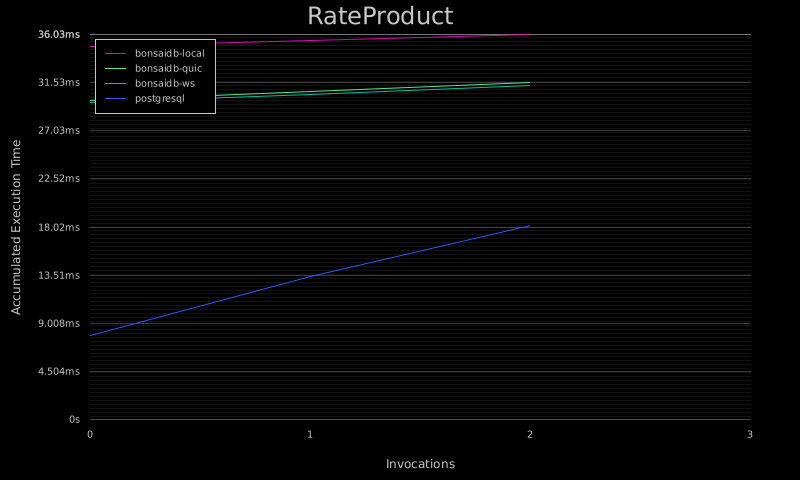 RateProduct
36.03ms
bonsaidb-local
bonsaidb-quic
bonsaidb-ws
postgresql
31.53ms
27.03ms
22.52ms
18.02ms
13.51ms
9.008ms
4.504ms
0s
Accumulated Execution Time
0 1 2 3
Invocations